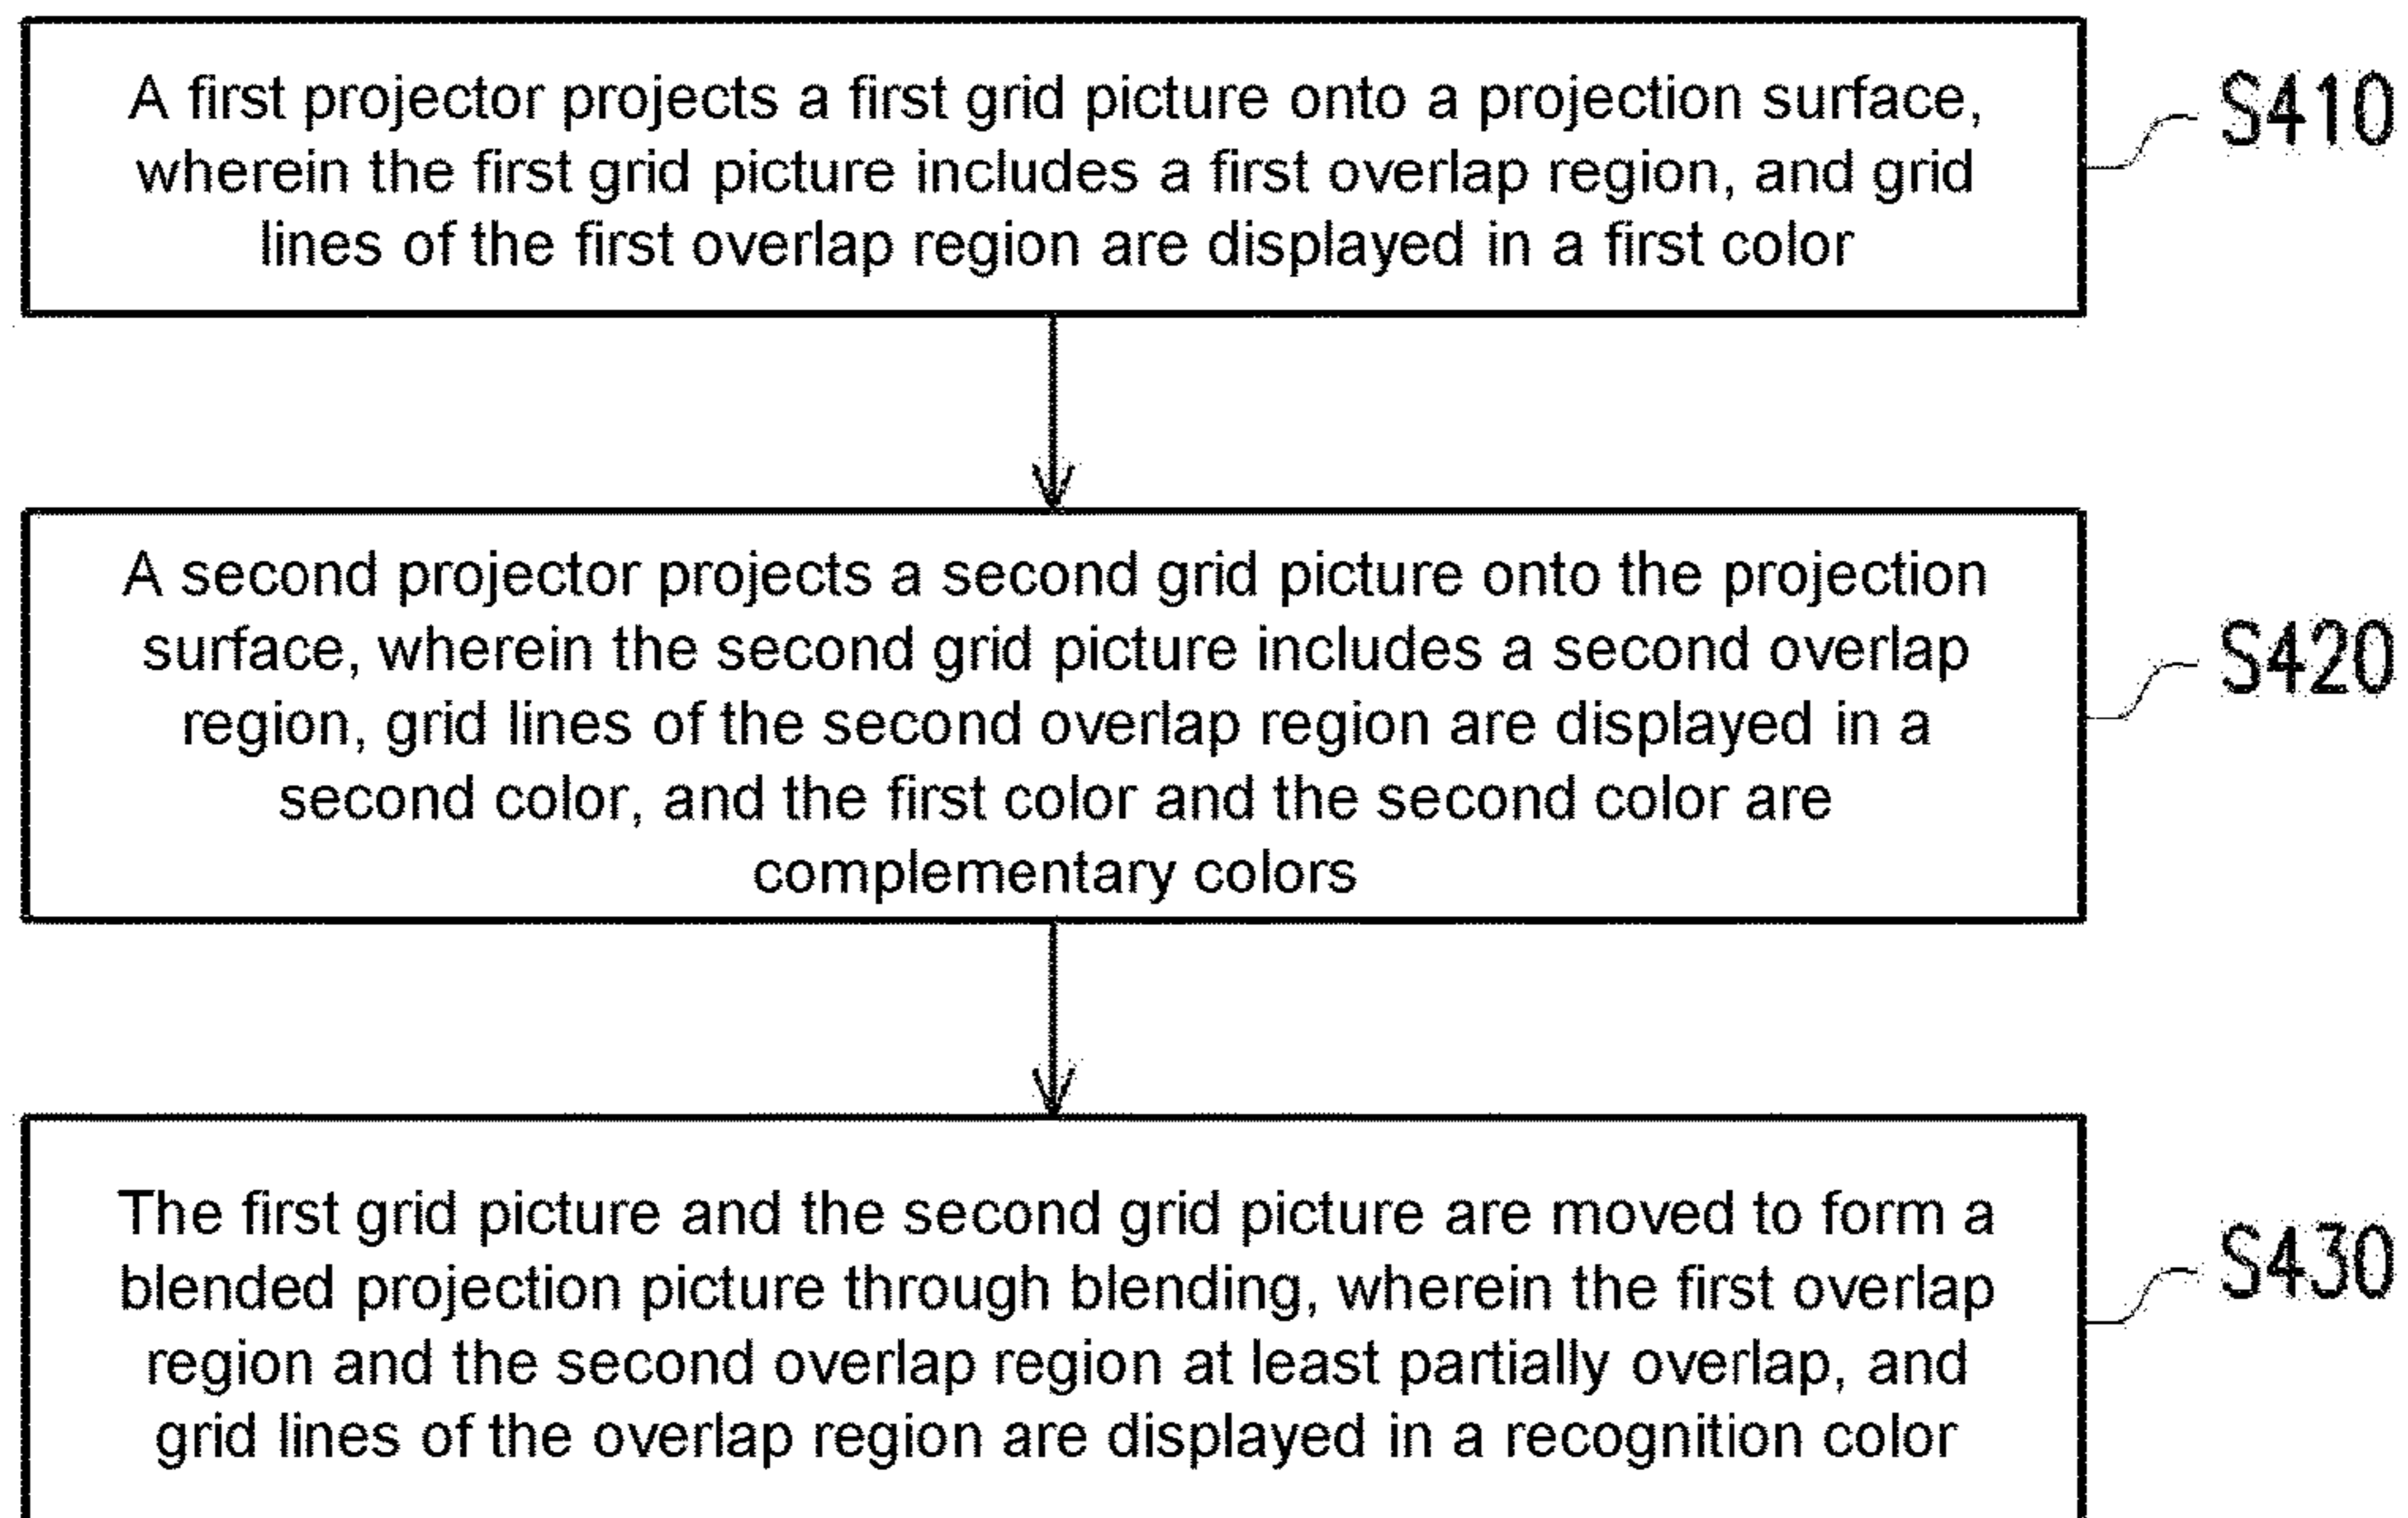 A first projector projects a first grid picture onto a projection surface,
wherein the first grid picture includes a first overlap region, and grid
lines of the first overlap region are displayed in a first color
S410
A second projector projects a second grid picture onto the projection
surface, wherein the second grid picture includes a second overlap
region, grid lines of the second overlap region are displayed in a
second color, and the first color and the second color are
complementary colors
S420
The first grid picture and the second grid picture are moved to form a
blended projection picture through blending, wherein the first overlap
region and the second overlap region at least partially overlap, and
grid lines of the overlap region are displayed in a recognition color
S430